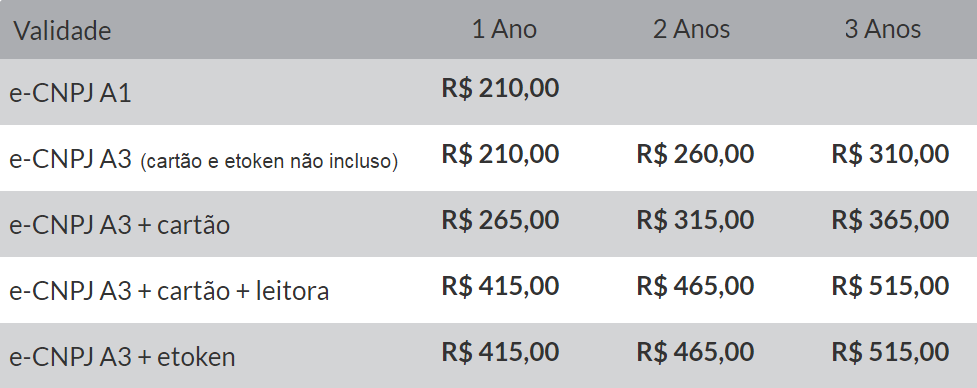 Validade 1 Ano 2 Anos 3 Anos
e-CNPJ A1 R$ 210,00
e-CNPJ A3 (cartão e etoken não incluso) R$ 210,00 R$ 260,00 R$ 310,00
e-CNPJ A3 + cartão R$ 265,00 R$ 315,00 R$ 365,00
e-CNPJ A3 + cartão + leitora R$ 415,00 R$ 465,00 R$ 515,00
e-CNPJ A3 + etoken R$ 415,00 R$ 465,00 R$ 515,00